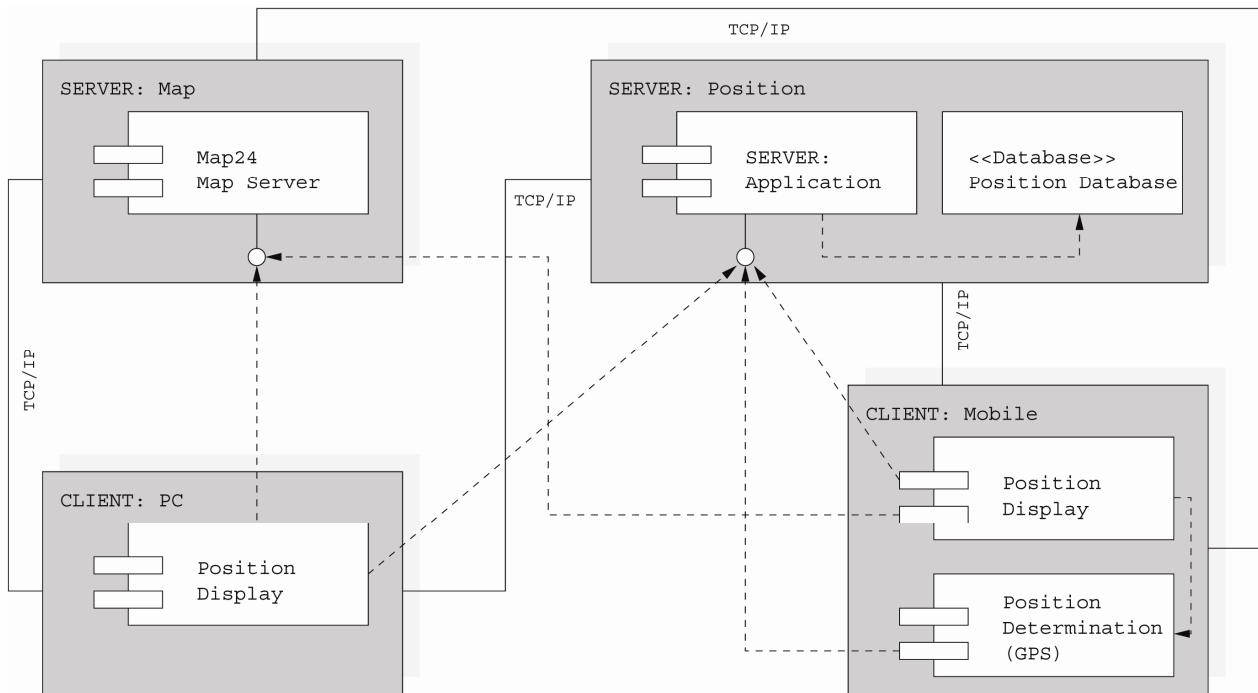 TCP/IP
SERVER: Map
Map24
Map Server
SERVER: Position
SERVER:
Application
<<Database>>
Position Database
TCP/IP
TCP/IP
TCP/IP
CLIENT: PC
Position
Display
CLIENT: Mobile
Position
Display
Position
Determination
(GPS)